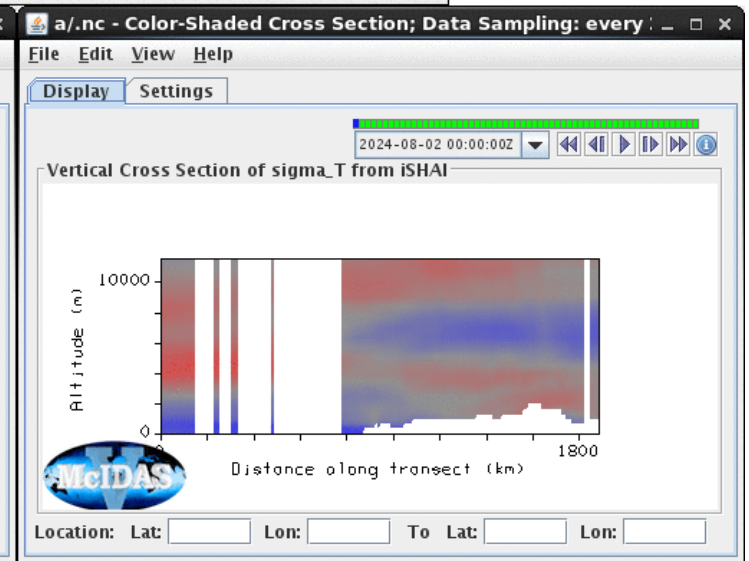 a/.nc - Color-Shaded Cross Section; Data Sampling: every
File Edit View Help
Display Settings
2024-08-02 00:00:00Z
Vertical Cross Section of sigma_T from iSHAI
10000
Altitude (m)
0
0 1800
Distance along transect (km)
McIDAS V
Location: Lat: Lon: To Lat: Lon: